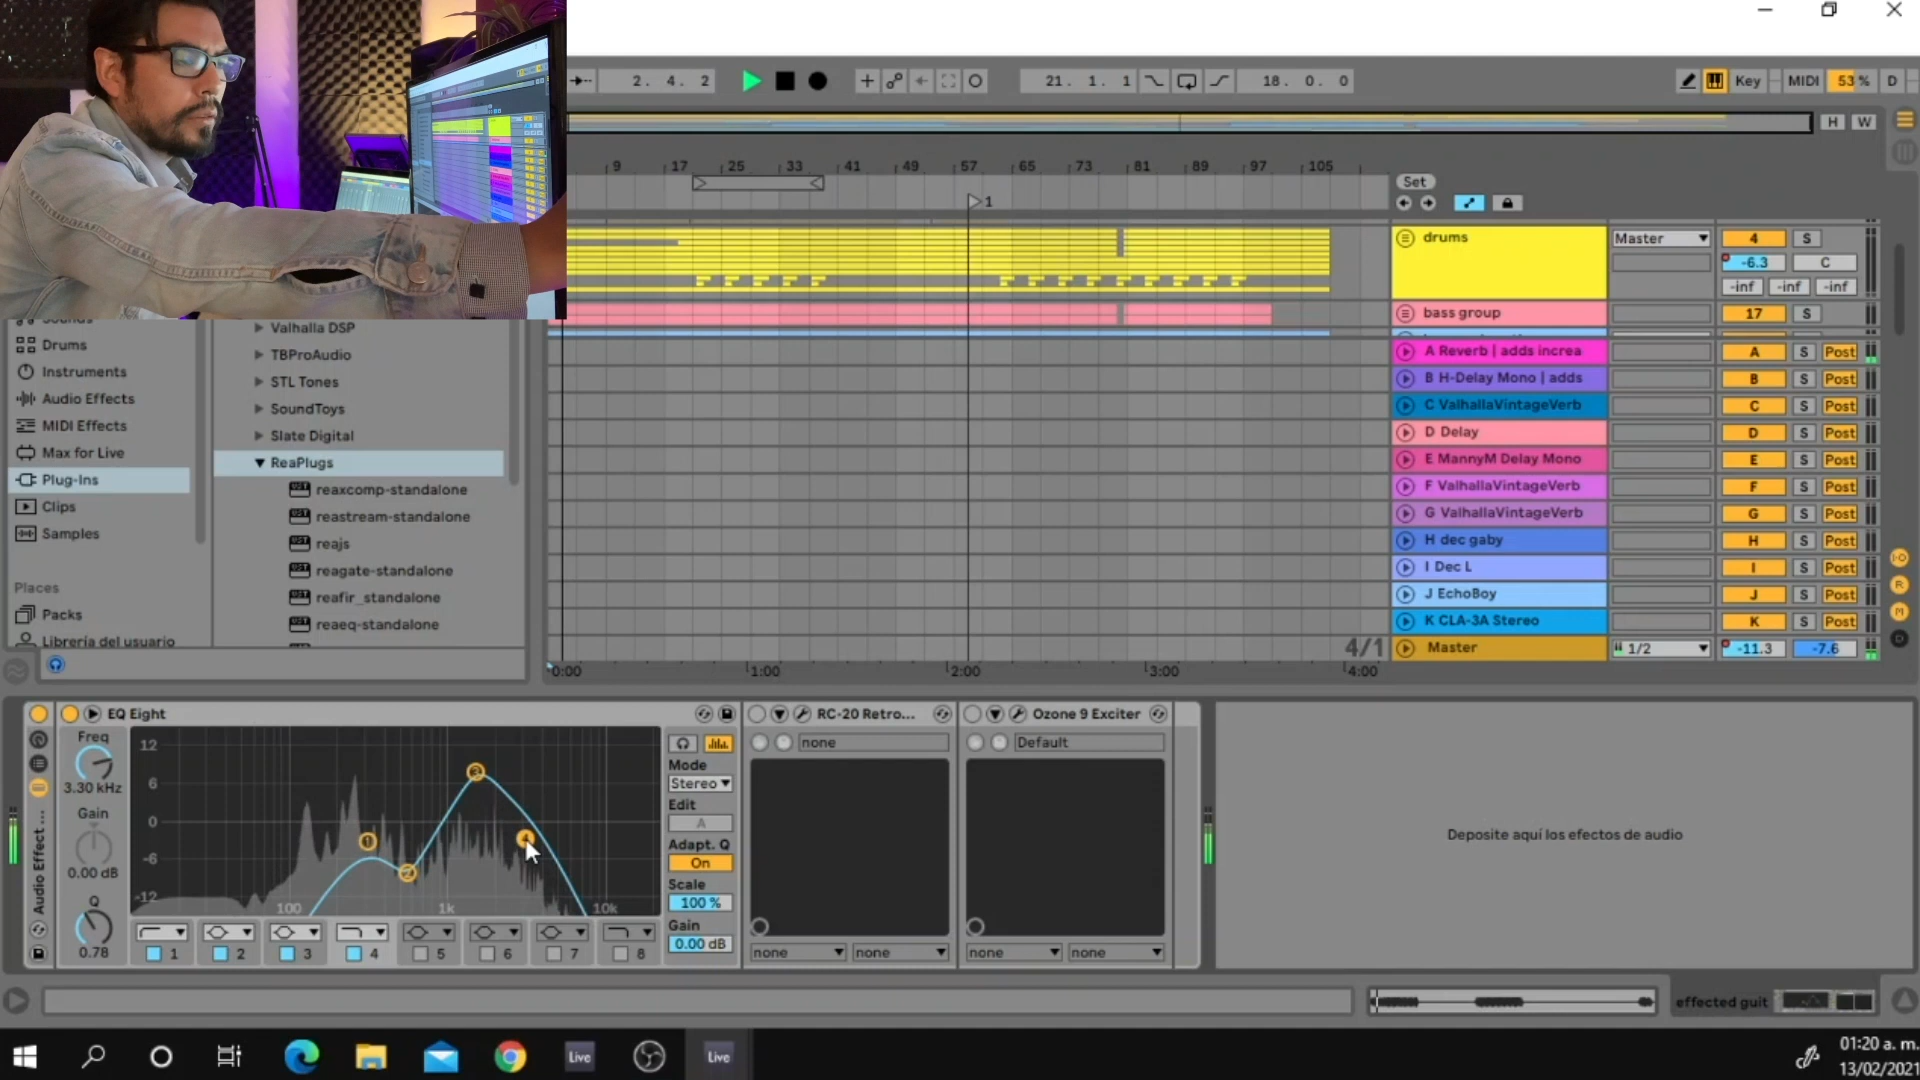 2. 4. 2
21. 1. 1
18. 0. 0
Key
MIDI
53 %
D
H
W
9 17 25 33 41 49 57 65 73 81 89 97 105
1
Set
drums
Master
4
S
-6.3
C
-inf -inf -inf
bass group
17
S
A Reverb | adds increa
A S Post
B H-Delay Mono | adds
B S Post
C ValhallaVintageVerb
C S Post
D Delay
D S Post
E MannyM Delay Mono
E S Post
F ValhallaVintageVerb
F S Post
G ValhallaVintageVerb
G S Post
H dec gaby
H S Post
I Dec L
I S Post
J EchoBoy
J S Post
K CLA-3A Stereo
K S Post
4/1
Master
1/2
-11.3
-7.6
0:00 1:00 2:00 3:00 4:00
Sounds
Drums
Instruments
Audio Effects
MIDI Effects
Max for Live
Plug-Ins
Clips
Samples
Places
Packs
Librería del usuario
Valhalla DSP
TBProAudio
STL Tones
SoundToys
Slate Digital
ReaPlugs
reaxcomp-standalone
reastream-standalone
reajs
reagate-standalone
reafir_standalone
reaeq-standalone
Audio Effect ...
EQ Eight
Freq
3.30 kHz
Gain
0.00 dB
Q
0.78
12
6
0
-6
-12
100 1k 10k
1
2
3
1 2 3 4 5 6 7 8
Mode
Stereo
Edit
A
Adapt. Q
On
Scale
100 %
Gain
0.00 dB
RC-20 Retro...
none
none none
Ozone 9 Exciter
Default
none none
Deposite aquí los efectos de audio
effected guit
Live
Live
01:20 a. m.
13/02/2021